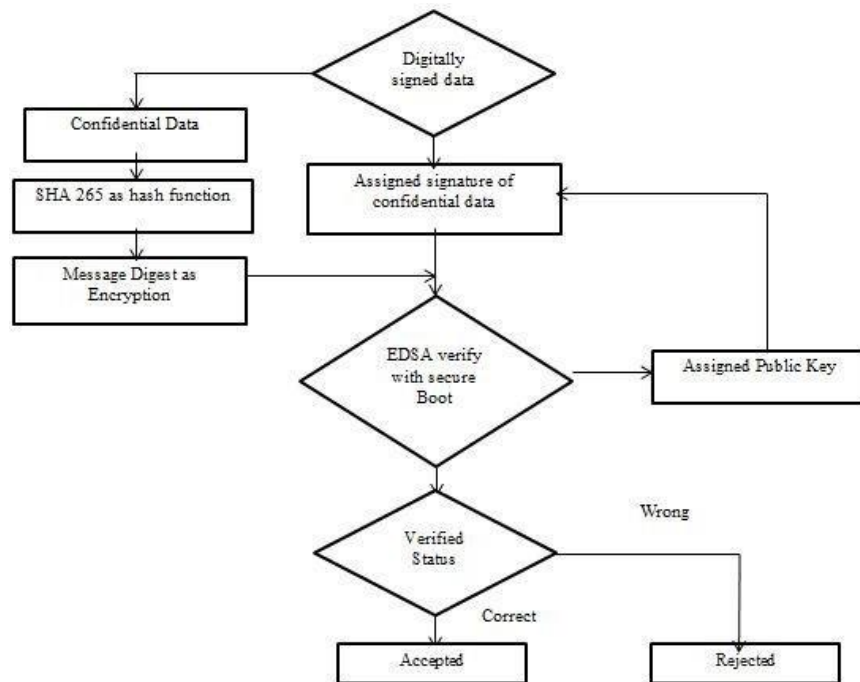 Digitally
signed data
Confidential Data
SHA 265 as hash function
Assigned signature of
confidential data
Message Digest as
Encryption
EDSA verify
with secure
Boot
Assigned Public Key
Wrong
Verified
Status
Correct
Accepted
Rejected